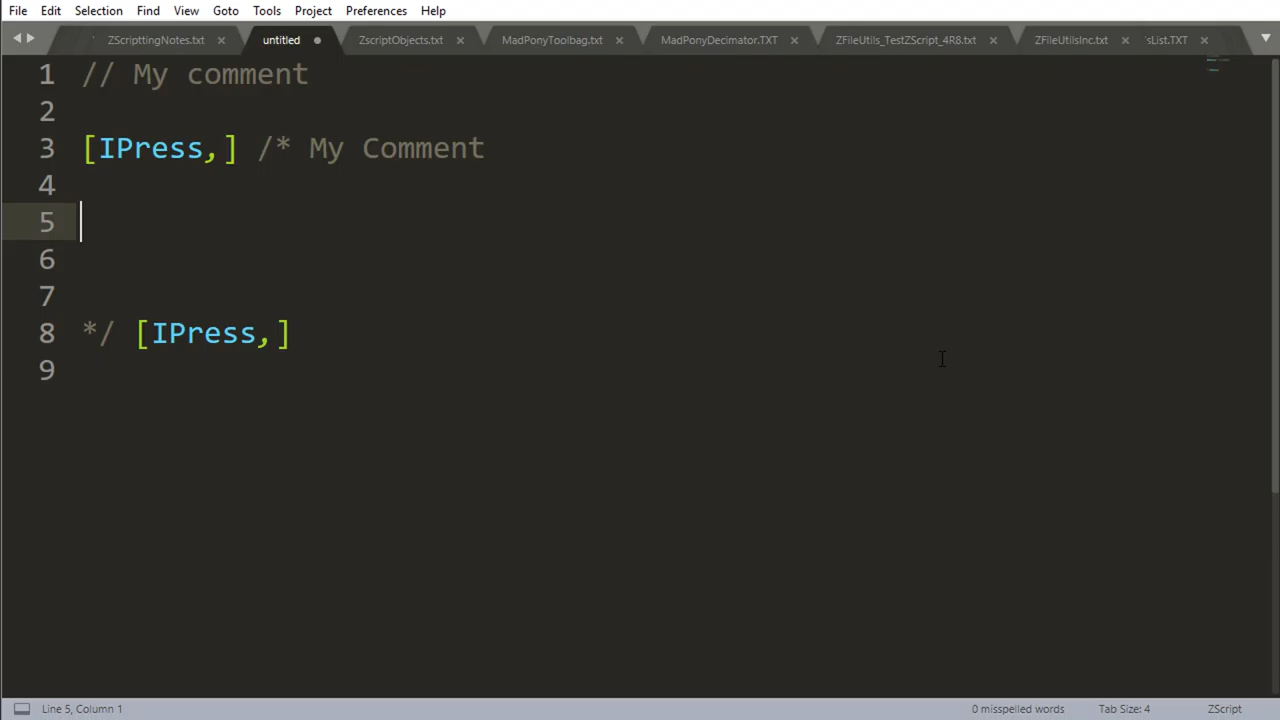 File Edit Selection Find View Goto Tools Project Preferences Help
ZScripttingNotes.txt × untitled ● ZscriptObjects.txt × MadPonyToolbag.txt × MadPonyDecimator.TXT × ZFileUtils_TestZScript_4R8.txt × ZFileUtilsInc.txt × 'sList.TXT ×
1 // My comment
2
3 [IPress,] /* My Comment
4
5
6
7
8 */ [IPress,]
9
Line 5, Column 1 0 misspelled words Tab Size: 4 ZScript